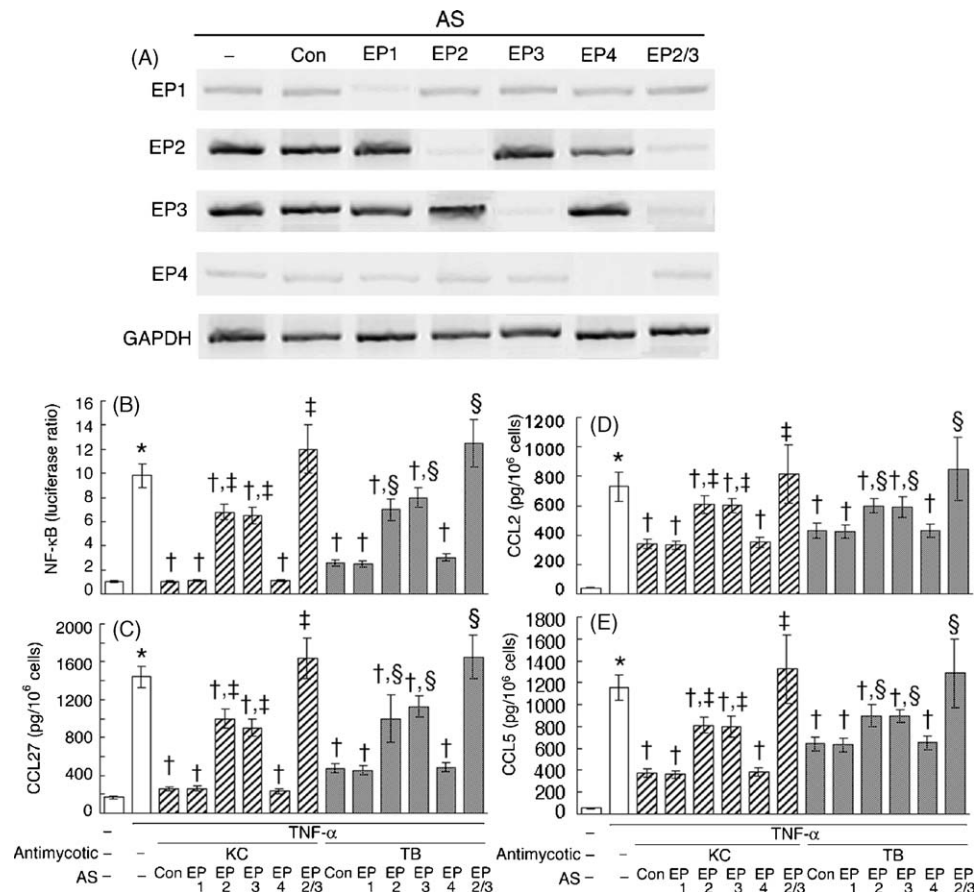 AS
(A) – Con EP1 EP2 EP3 EP4 EP2/3
EP1
EP2
EP3
EP4
GAPDH
(B)
NF-κB (luciferase ratio)
16
14
12
10
8
6
4
2
0
* † † †,‡ †,‡ † ‡ † † †,§ †,§ † §
(D)
CCL2 (pg/10⁶ cells)
1200
1000
800
600
400
200
0
* † † †,‡ †,‡ † ‡ † † †,§ †,§ † §
(C)
CCL27 (pg/10⁶ cells)
2000
1600
1200
800
400
0
* † † †,‡ †,‡ † ‡ † † †,§ †,§ † §
(E)
CCL5 (pg/10⁶ cells)
1800
1600
1400
1200
1000
800
600
400
200
0
* † † †,‡ †,‡ † ‡ † † †,§ †,§ † §
– TNF-α
Antimycotic – – KC TB
AS – – Con EP 1 EP 2 EP 3 EP 4 EP 2/3 Con EP 1 EP 2 EP 3 EP 4 EP 2/3
– TNF-α
Antimycotic – – KC TB
AS – – Con EP 1 EP 2 EP 3 EP 4 EP 2/3 Con EP 1 EP 2 EP 3 EP 4 EP 2/3